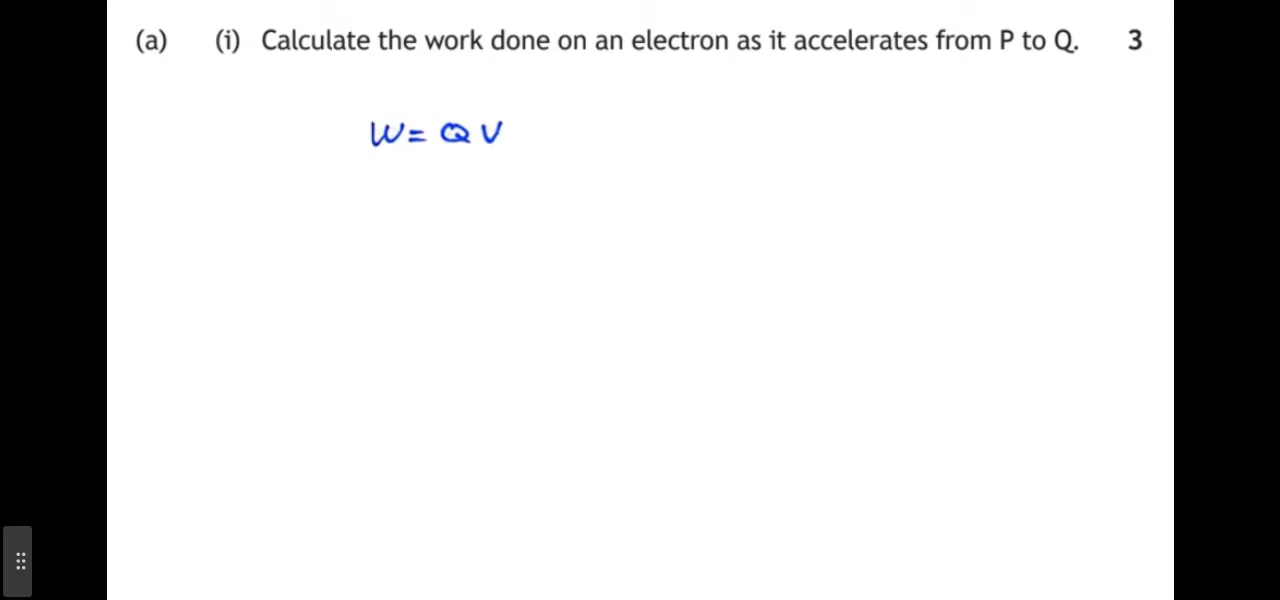 (a) (i) Calculate the work done on an electron as it accelerates from P to Q. 3
W= QV